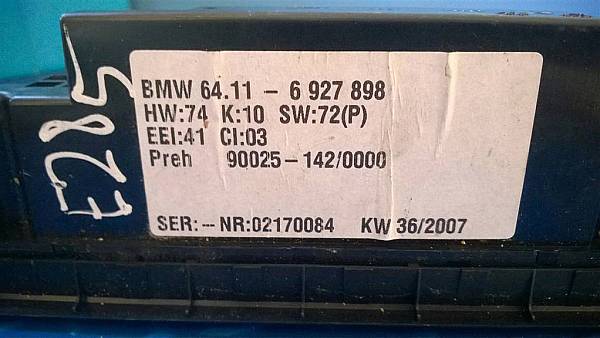 E285
BMW 64.11 - 6 927 898
HW:74 K:10 SW:72(P)
EEI:41 CI:03
Preh 90025-142/0000
SER: -- NR:02170084 KW 36/2007